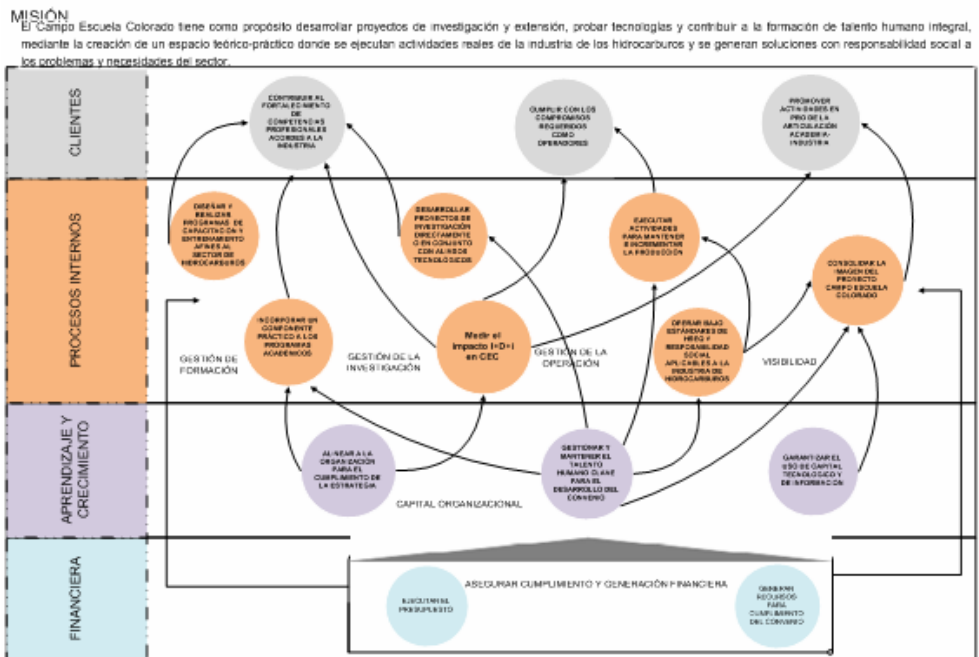 MISIÓN
El Campo Escuela Colorado tiene como propósito desarrollar proyectos de investigación y extensión, probar tecnologías y contribuir a la formación de talento humano integral,
mediante la creación de un espacio teórico-práctico donde se ejecutan actividades reales de la industria de los hidrocarburos y se generan soluciones con responsabilidad social a
los problemas y necesidades del sector.
CLIENTES
CONTRIBUIR AL
FORTALECIMIENTO
DE
COMPETENCIAS
PROFESIONALES
ACORDES A LA
INDUSTRIA
CUMPLIR CON LOS
COMPROMISOS
REQUERIDOS
COMO
OPERADORES
PROMOVER
ACTIVIDADES EN
PRO DE LA
ARTICULACIÓN
ACADEMIA-
INDUSTRIA
PROCESOS INTERNOS
DISEÑAR Y
REALIZAR
PROGRAMAS DE
CAPACITACIÓN Y
ENTRENAMIENTO
AFINES AL
SECTOR DE
HIDROCARBUROS
DESARROLLAR
PROYECTOS DE
INVESTIGACIÓN
DIRECTAMENTE
O EN CONJUNTO
CON ALIADOS
TECNOLÓGICOS
EJECUTAR
ACTIVIDADES
PARA MANTENER
E INCREMENTAR
LA PRODUCCIÓN
CONSOLIDAR LA
IMAGEN DEL
PROYECTO
CAMPO ESCUELA
COLORADO
INCORPORAR UN
COMPONENTE
PRÁCTICO A LOS
PROGRAMAS
ACADÉMICOS
Medir el
impacto I+D+i
en CEC
OPERAR BAJO
ESTÁNDARES DE
HSEQ Y
RESPONSABILIDAD
SOCIAL
APLICABLES A LA
INDUSTRIA DE
HIDROCARBUROS
GESTIÓN DE
FORMACIÓN
GESTIÓN DE LA
INVESTIGACIÓN
GESTIÓN DE LA
OPERACIÓN
VISIBILIDAD
APRENDIZAJE Y
CRECIMIENTO
ALINEAR A LA
ORGANIZACIÓN
PARA EL
CUMPLIMIENTO DE
LA ESTRATEGIA
GESTIONAR Y
MANTENER EL
TALENTO
HUMANO CLAVE
PARA EL
DESARROLLO DEL
CONVENIO
GARANTIZAR EL
USO DE CAPITAL
TECNOLÓGICO Y
DE INFORMACIÓN
CAPITAL ORGANIZACIONAL
FINANCIERA
ASEGURAR CUMPLIMIENTO Y GENERACIÓN FINANCIERA
EJECUTAR EL
PRESUPUESTO
GENERAR
RECURSOS
PARA
CUMPLIMIENTO
DEL CONVENIO